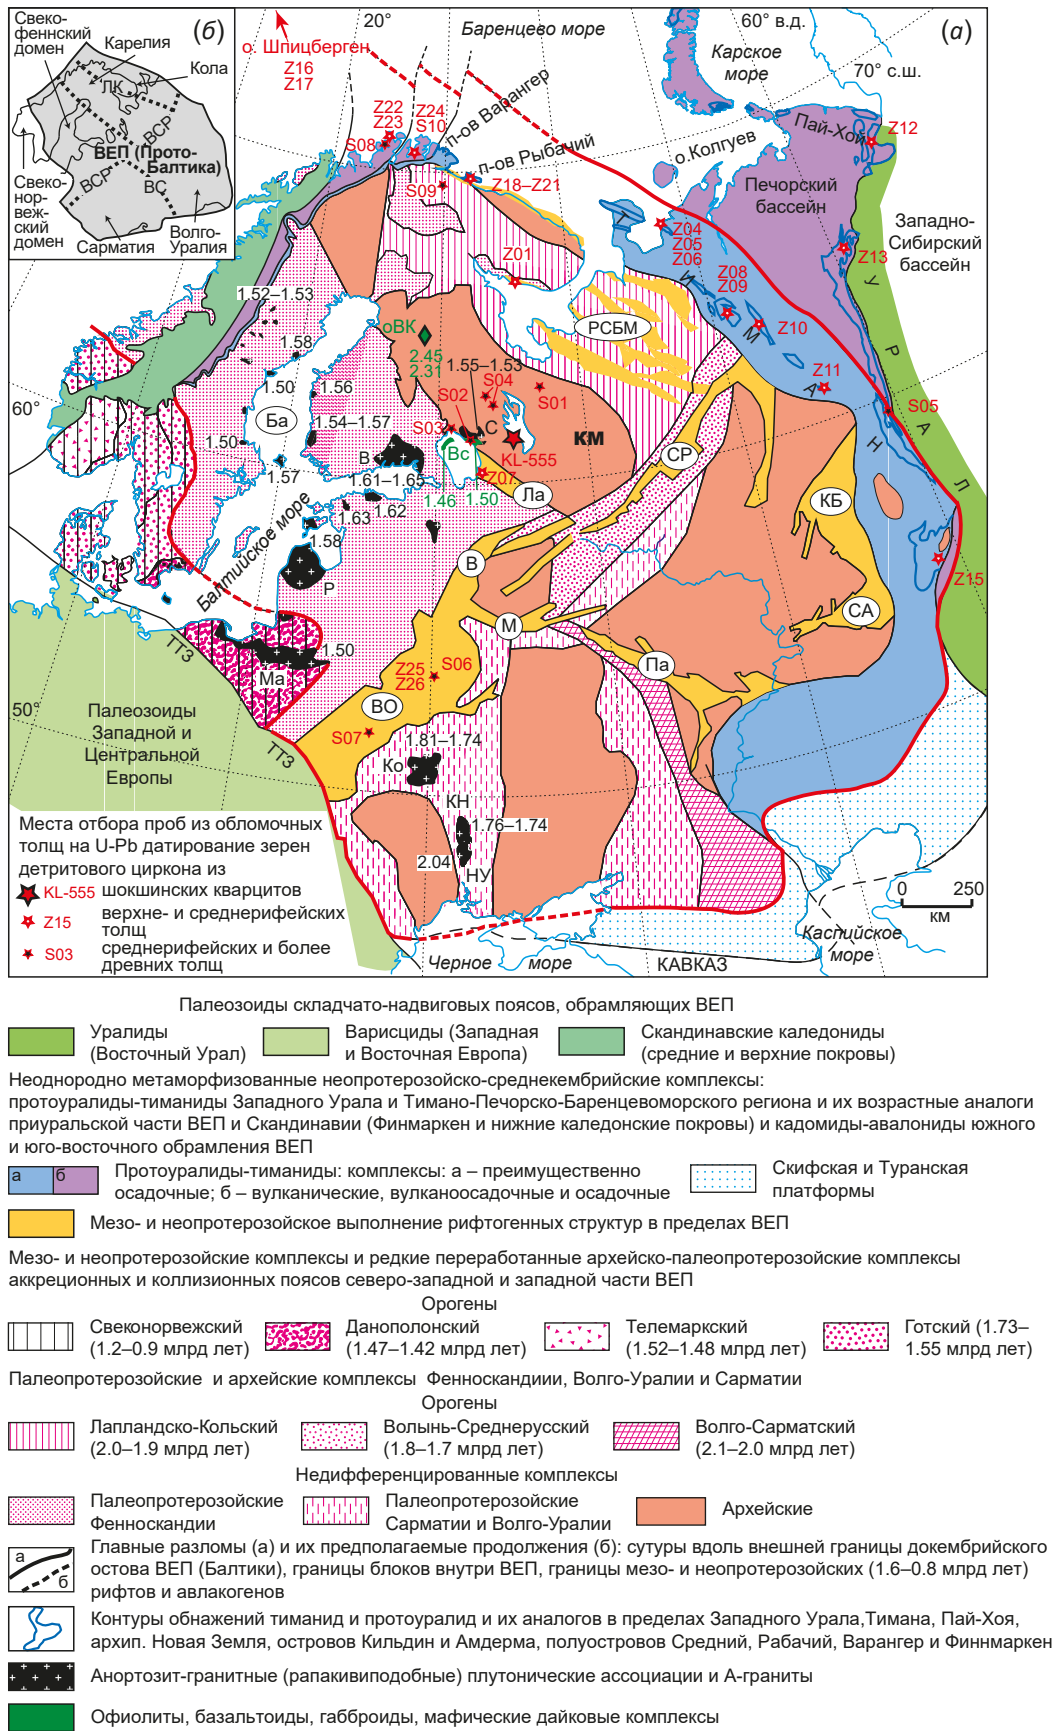 (б)
Свеко-
феннский
домен
Карелия
Кола
ЛК
ВСР
ВЕП (Прото-
Балтика)
ВСР
ВС
Свеко-
норвеж-
ский
домен
Сарматия
Волго-
Уралия
20°
60° в.д.
(а)
Баренцево море
Карское
море
70° с.ш.
о. Шпицберген
Z16
Z17
Z22
Z23
S08
Z24
S10
п-ов Варангер
п-ов Рыбачий
о.Колгуев
Пай-Хой
Z12
S09
Z18–Z21
Печорский
бассейн
Западно-
Сибирский
бассейн
Т
И
М
А
Н
Z04
Z05
Z06
Z13
У
Р
А
Л
Z01
Z08
Z09
Z10
1.52–1.53
РСБМ
оВК
2.45
2.31
1.58
1.55–1.53
1.50
1.56
S04
S02
S01
Z11
S05
60°
Ба
1.54–1.57
S03
С
КМ
1.50
В
Вс
KL-555
СР
1.57
1.61–1.65
Z07
1.46
1.50
Ла
КБ
1.63
1.62
Балтийское море
1.58
В
Z15
Р
М
СА
ТТЗ
1.50
Ма
Па
S06
Z25
Z26
50°
ВО
Палеозоиды
Западной и
Центральной
Европы
ТТЗ
S07
1.81–1.74
Ко
КН
1.76–1.74
2.04
НУ
Места отбора проб из обломочных
толщ на U-Pb датирование зерен
детритового циркона из
KL-555 шокшинских кварцитов
Z15 верхне- и среднерифейских
толщ
S03 среднерифейских и более
древних толщ
0 250
км
Каспийское
море
Черное море
КАВКАЗ
Палеозоиды складчато-надвиговых поясов, обрамляющих ВЕП
Уралиды
(Восточный Урал)
Варисциды (Западная
и Восточная Европа)
Скандинавские каледониды
(средние и верхние покровы)
Неоднородно метаморфизованные неопротерозойско-среднекембрийские комплексы:
протоуралиды-тиманиды Западного Урала и Тимано-Печорско-Баренцевоморского региона и их возрастные аналоги
приуральской части ВЕП и Скандинавии (Финмаркен и нижние каледонские покровы) и кадомиды-авалониды южного
и юго-восточного обрамления ВЕП
а б
Протоуралиды-тиманиды: комплексы: а – преимущественно
осадочные; б – вулканические, вулканоосадочные и осадочные
Скифская и Туранская
платформы
Мезо- и неопротерозойское выполнение рифтогенных структур в пределах ВЕП
Мезо- и неопротерозойские комплексы и редкие переработанные архейско-палеопротерозойские комплексы
аккреционных и коллизионных поясов северо-западной и западной части ВЕП
Орогены
Свеконорвежский
(1.2–0.9 млрд лет)
Данополонский
(1.47–1.42 млрд лет)
Телемаркский
(1.52–1.48 млрд лет)
Готский (1.73–
1.55 млрд лет)
Палеопротерозойские и архейские комплексы Фенноскандиии, Волго-Уралии и Сарматии
Орогены
Лапландско-Кольский
(2.0–1.9 млрд лет)
Волынь-Среднерусский
(1.8–1.7 млрд лет)
Волго-Сарматский
(2.1–2.0 млрд лет)
Недифференцированные комплексы
Палеопротерозойские
Фенноскандии
Палеопротерозойские
Сарматии и Волго-Уралии
Архейские
а
б
Главные разломы (а) и их предполагаемые продолжения (б): сутуры вдоль внешней границы докембрийского
остова ВЕП (Балтики), границы блоков внутри ВЕП, границы мезо- и неопротерозойских (1.6–0.8 млрд лет)
рифтов и авлакогенов
Контуры обнажений тиманид и протоуралид и их аналогов в пределах Западного Урала,Тимана, Пай-Хоя,
архип. Новая Земля, островов Кильдин и Амдерма, полуостровов Средний, Рабачий, Варангер и Финнмаркен
Анортозит-гранитные (рапакивиподобные) плутонические ассоциации и А-граниты
Офиолиты, базальтоиды, габброиды, мафические дайковые комплексы